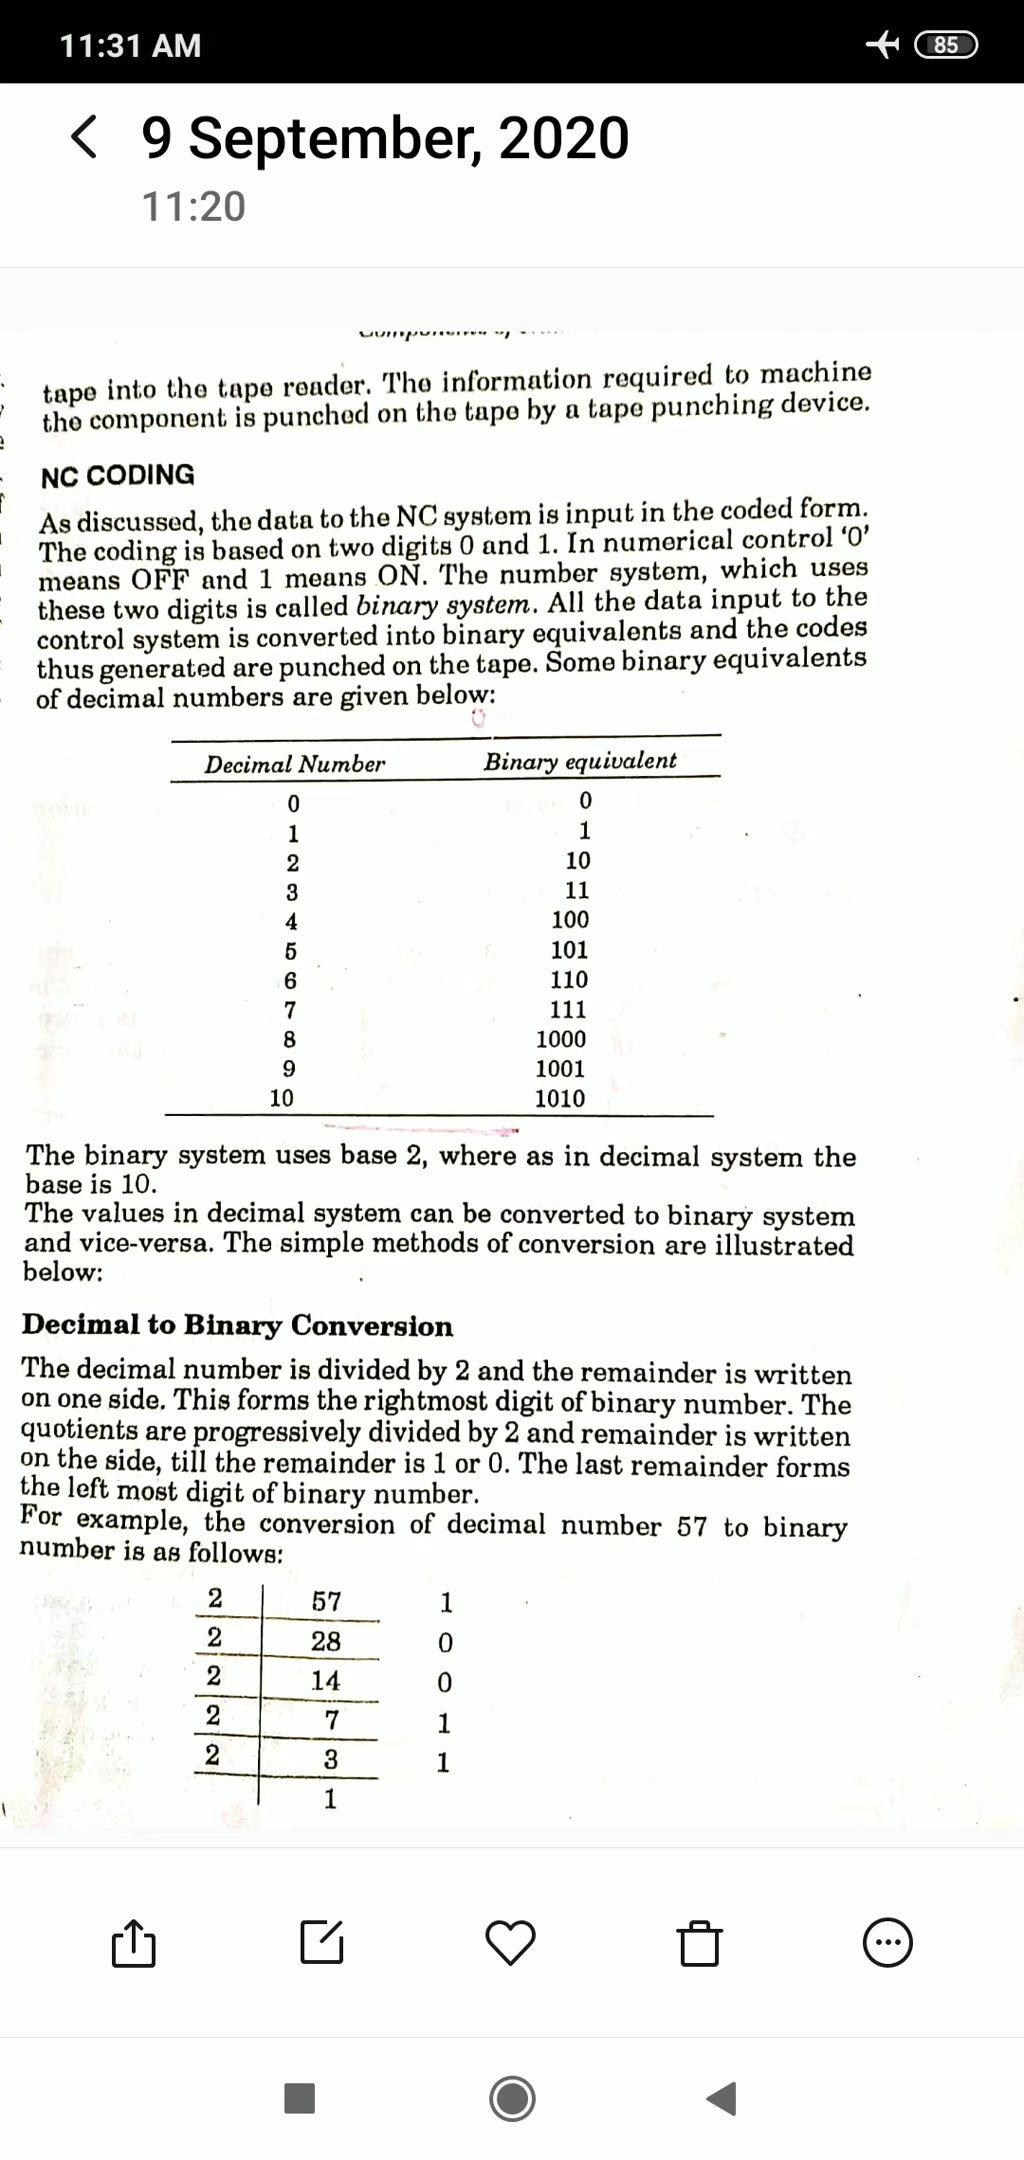 11:31 AM
85
9 September, 2020
11:20
tape into the tape reader. The information required to machine
the component is punched on the tape by a tape punching device.
NC CODING
As discussed, the data to the NC system is input in the coded form.
The coding is based on two digits 0 and 1. In numerical control '0'
means OFF and 1 means ON. The number system, which uses
these two digits is called binary system. All the data input to the
control system is converted into binary equivalents and the codes
thus generated are punched on the tape. Some binary equivalents
of decimal numbers are given below:
Decimal Number Binary equivalent
0 0
1 1
2 10
3 11
4 100
5 101
6 110
7 111
8 1000
9 1001
10 1010
The binary system uses base 2, where as in decimal system the
base is 10.
The values in decimal system can be converted to binary system
and vice-versa. The simple methods of conversion are illustrated
below:
Decimal to Binary Conversion
The decimal number is divided by 2 and the remainder is written
on one side. This forms the rightmost digit of binary number. The
quotients are progressively divided by 2 and remainder is written
on the side, till the remainder is 1 or 0. The last remainder forms
the left most digit of binary number.
For example, the conversion of decimal number 57 to binary
number is as follows:
2 57 1
2 28 0
2 14 0
2 7 1
2 3 1
1